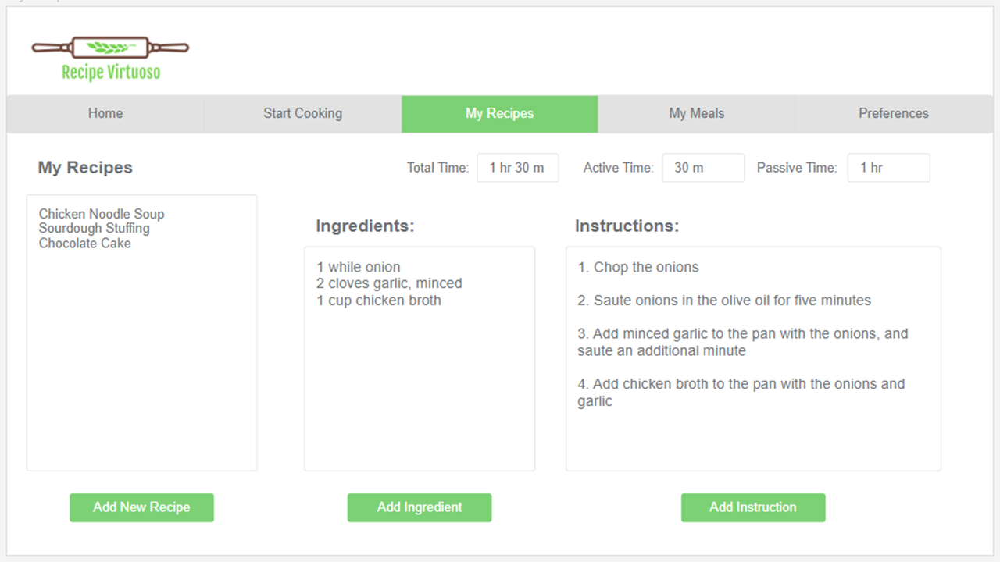 Recipe Virtuoso
Home
Start Cooking
My Recipes
My Meals
Preferences
My Recipes
Total Time:
1 hr 30 m
Active Time:
30 m
Passive Time:
1 hr
Chicken Noodle Soup
Sourdough Stuffing
Chocolate Cake
Ingredients:
1 while onion
2 cloves garlic, minced
1 cup chicken broth
Instructions:
1. Chop the onions
2. Saute onions in the olive oil for five minutes
3. Add minced garlic to the pan with the onions, and
saute an additional minute
4. Add chicken broth to the pan with the onions and
garlic
Add New Recipe
Add Ingredient
Add Instruction